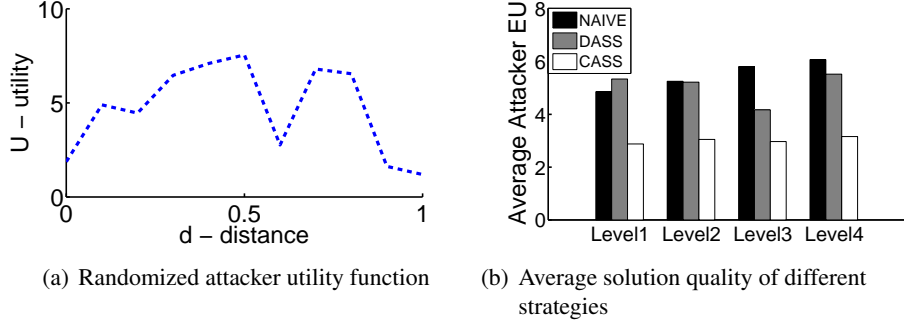 10
5
0
U – utility
0
0.5
1
d – distance
(a) Randomized attacker utility function
8
6
4
2
0
Average Attacker EU
NAIVE
DASS
CASS
Level1 Level2 Level3 Level4
(b) Average solution quality of different
strategies